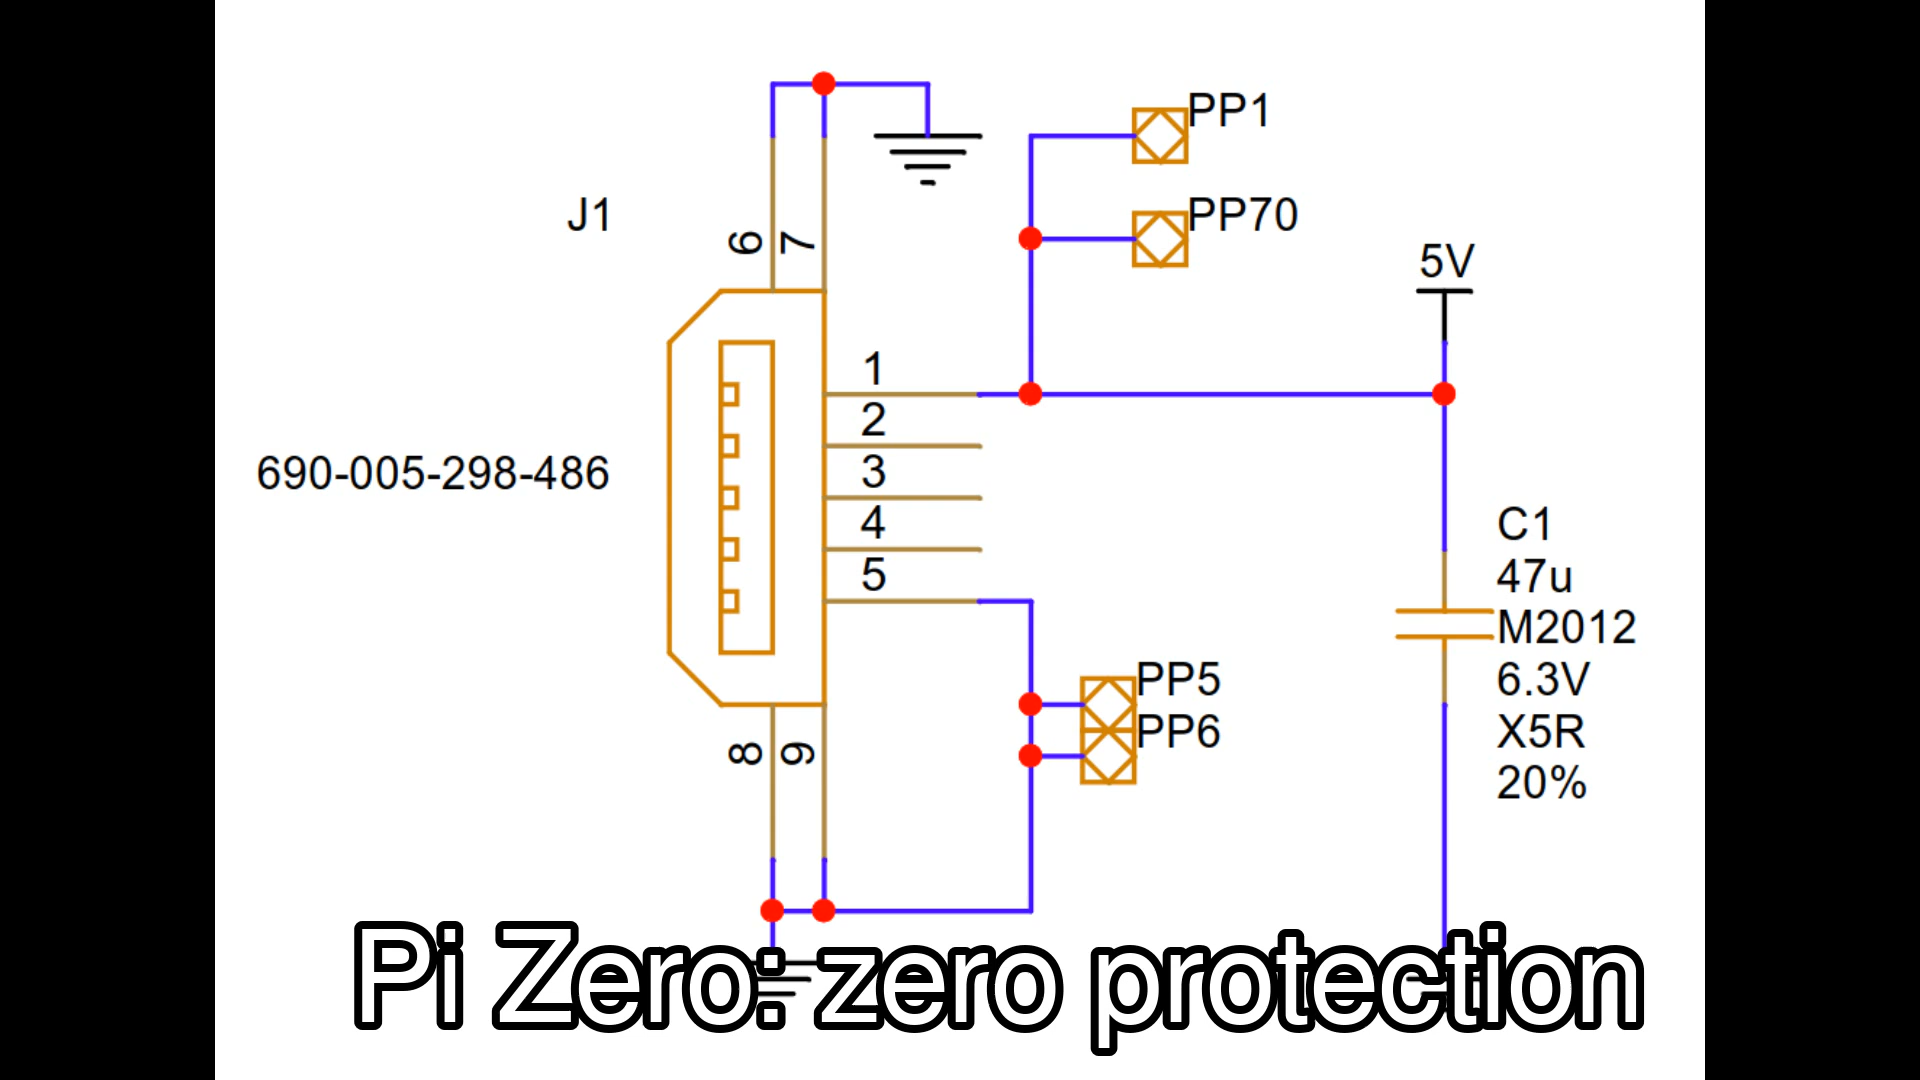 PP1
J1
6
7
PP70
5V
1
2
3
4
5
690-005-298-486
C1
47u
M2012
6.3V
X5R
20%
PP5
PP6
8
9
Pi Zero: zero protection